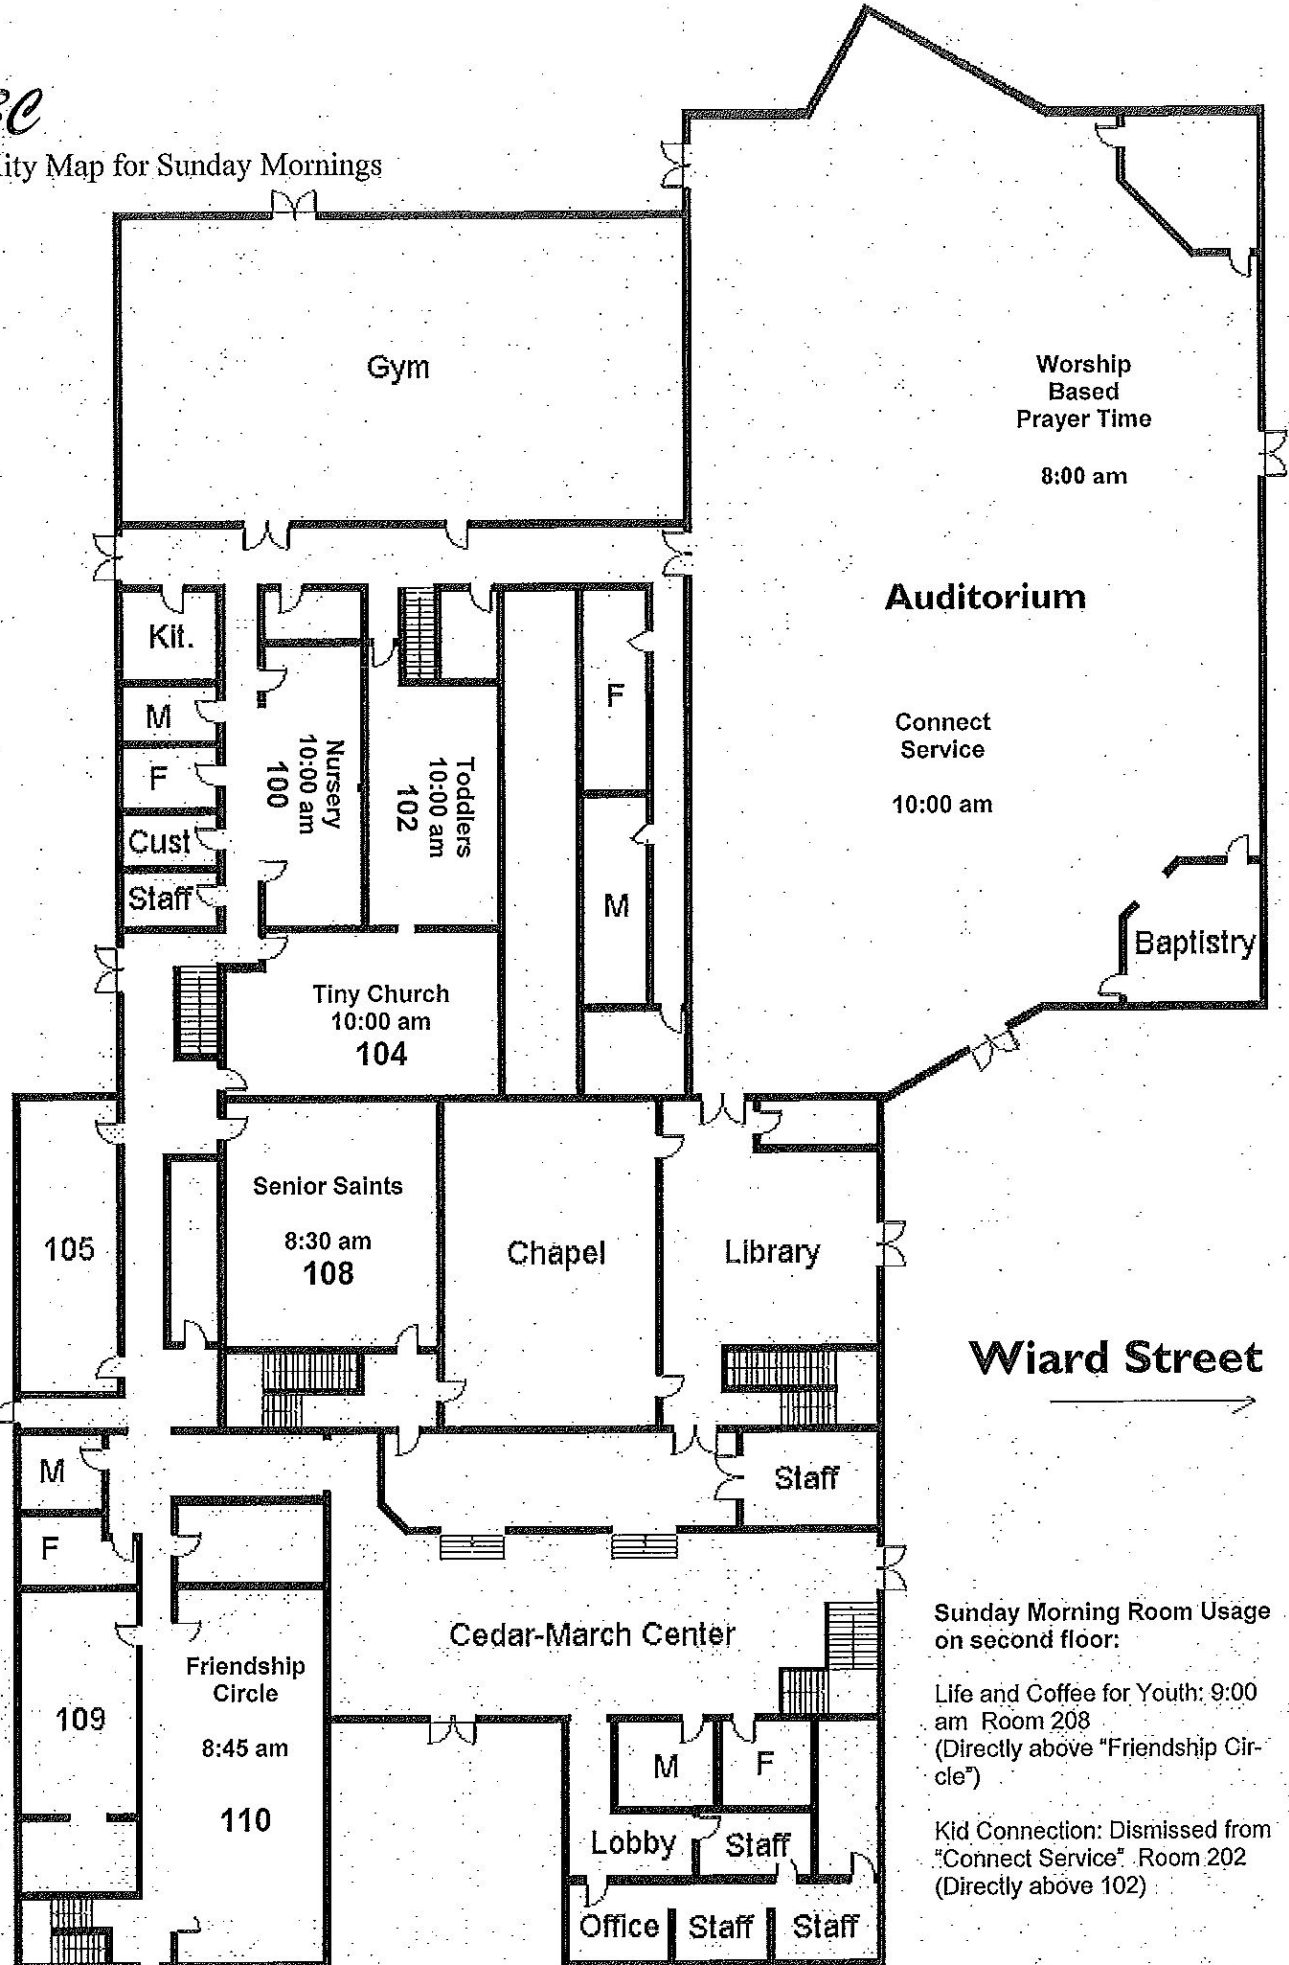 BC
ity Map for Sunday Mornings
Gym
Worship
Based
Prayer Time
8:00 am
Auditorium
Connect
Service
10:00 am
Baptistry
Kit.
M
F
Cust
Staff
Nursery
10:00 am
100
Toddlers
10:00 am
102
F
M
Tiny Church
10:00 am
104
105
Senior Saints
8:30 am
108
Chapel
Library
Wiard Street
M
F
Staff
109
Friendship
Circle
8:45 am
110
Cedar-March Center
M
F
Lobby
Staff
Office
Staff
Staff
Sunday Morning Room Usage
on second floor:
Life and Coffee for Youth: 9:00
am Room 208
(Directly above "Friendship Cir-
cle")
Kid Connection: Dismissed from
"Connect Service" Room 202
(Directly above 102)